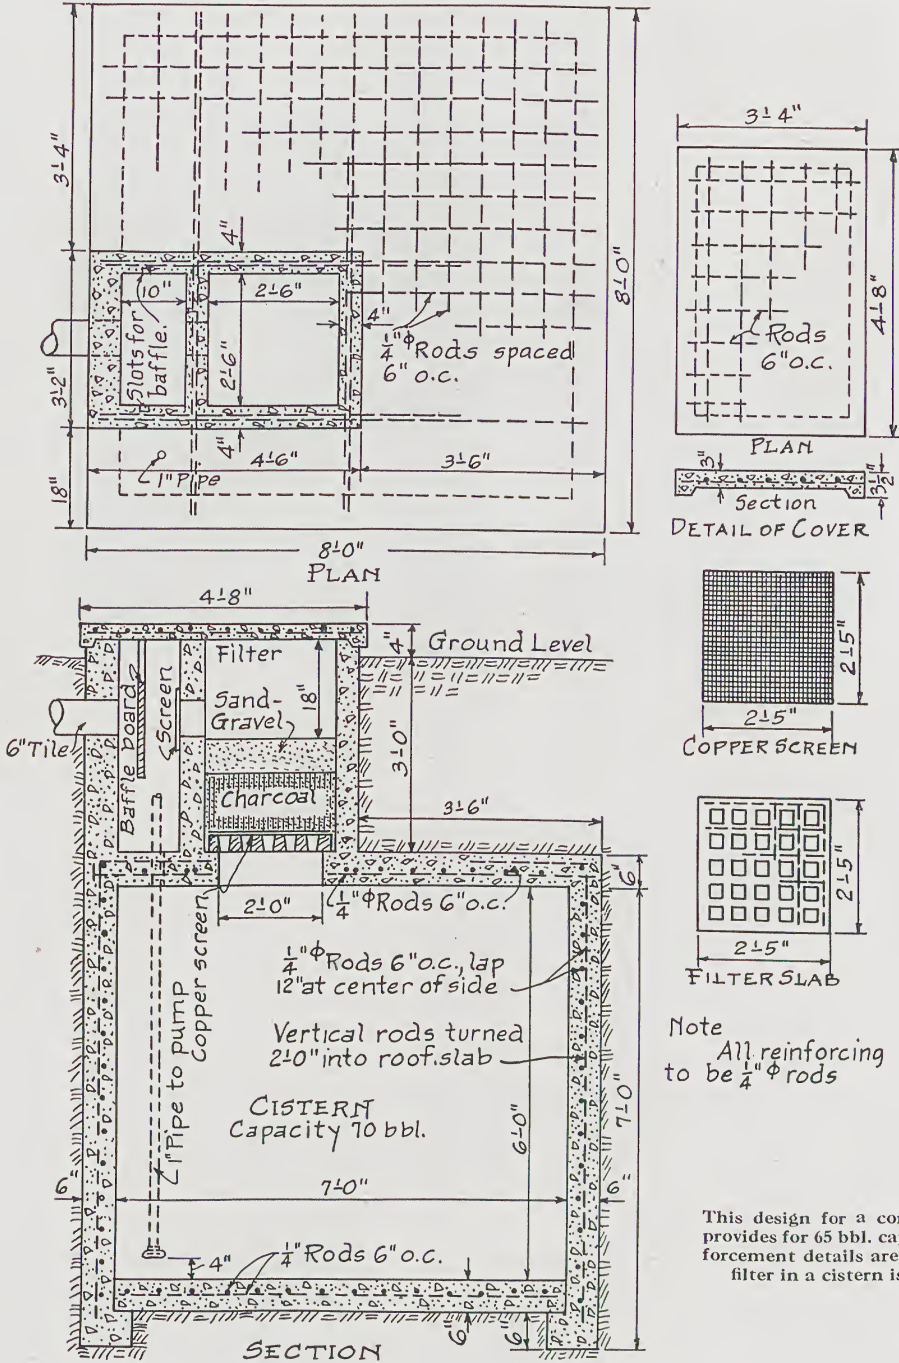 3'-4"
3'-2"
18"
10"
Slots for
baffle.
2'-6"
2'-6"
4"
4"
4"
1/4"ɸ Rods spaced
6" o.c.
1" Pipe
4'-6"
3'-6"
8'-0"
8'-0"
PLAN
3'-4"
4'-8"
Rods
6" o.c.
PLAN
3"
3 1/2"
Section
DETAIL OF COVER
2'-5"
2'-5"
COPPER SCREEN
2'-5"
2'-5"
FILTER SLAB
Note
All reinforcing
to be 1/4"ɸ rods
4'-8"
4"
Ground Level
Filter
18"
Sand-
Gravel
Charcoal
Baffle board
Screen
6" Tile
3'-0"
3'-6"
6"
2'-0"
1/4"ɸ Rods 6" o.c.
Copper screen
1" Pipe to pump
1/4"ɸ Rods 6" o.c., lap
12" at center of side
Vertical rods turned
2'-0" into roof slab
CISTERN
Capacity 70 bbl.
6'-0"
7'-0"
6"
7'-0"
6"
4"
1/4" Rods 6" o.c.
6"
6"
SECTION
This design for a co
provides for 65 bbl. ca
forcement details are
filter in a cistern is